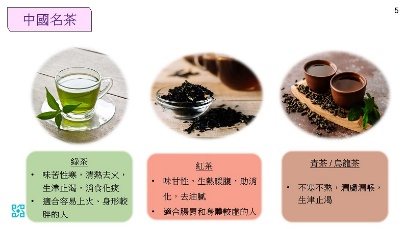 5
中國名茶
綠茶
• 味苦性寒，清熱去火，
生津止渴，消食化痰
• 適合容易上火、身形較
胖的人
紅茶
• 味甘性，生熱暖腹，助消
化，去油膩
• 適合腸胃和身體較虛的人
青茶 / 烏龍茶
• 不寒不熱，潤膚潤喉，
生津止渴